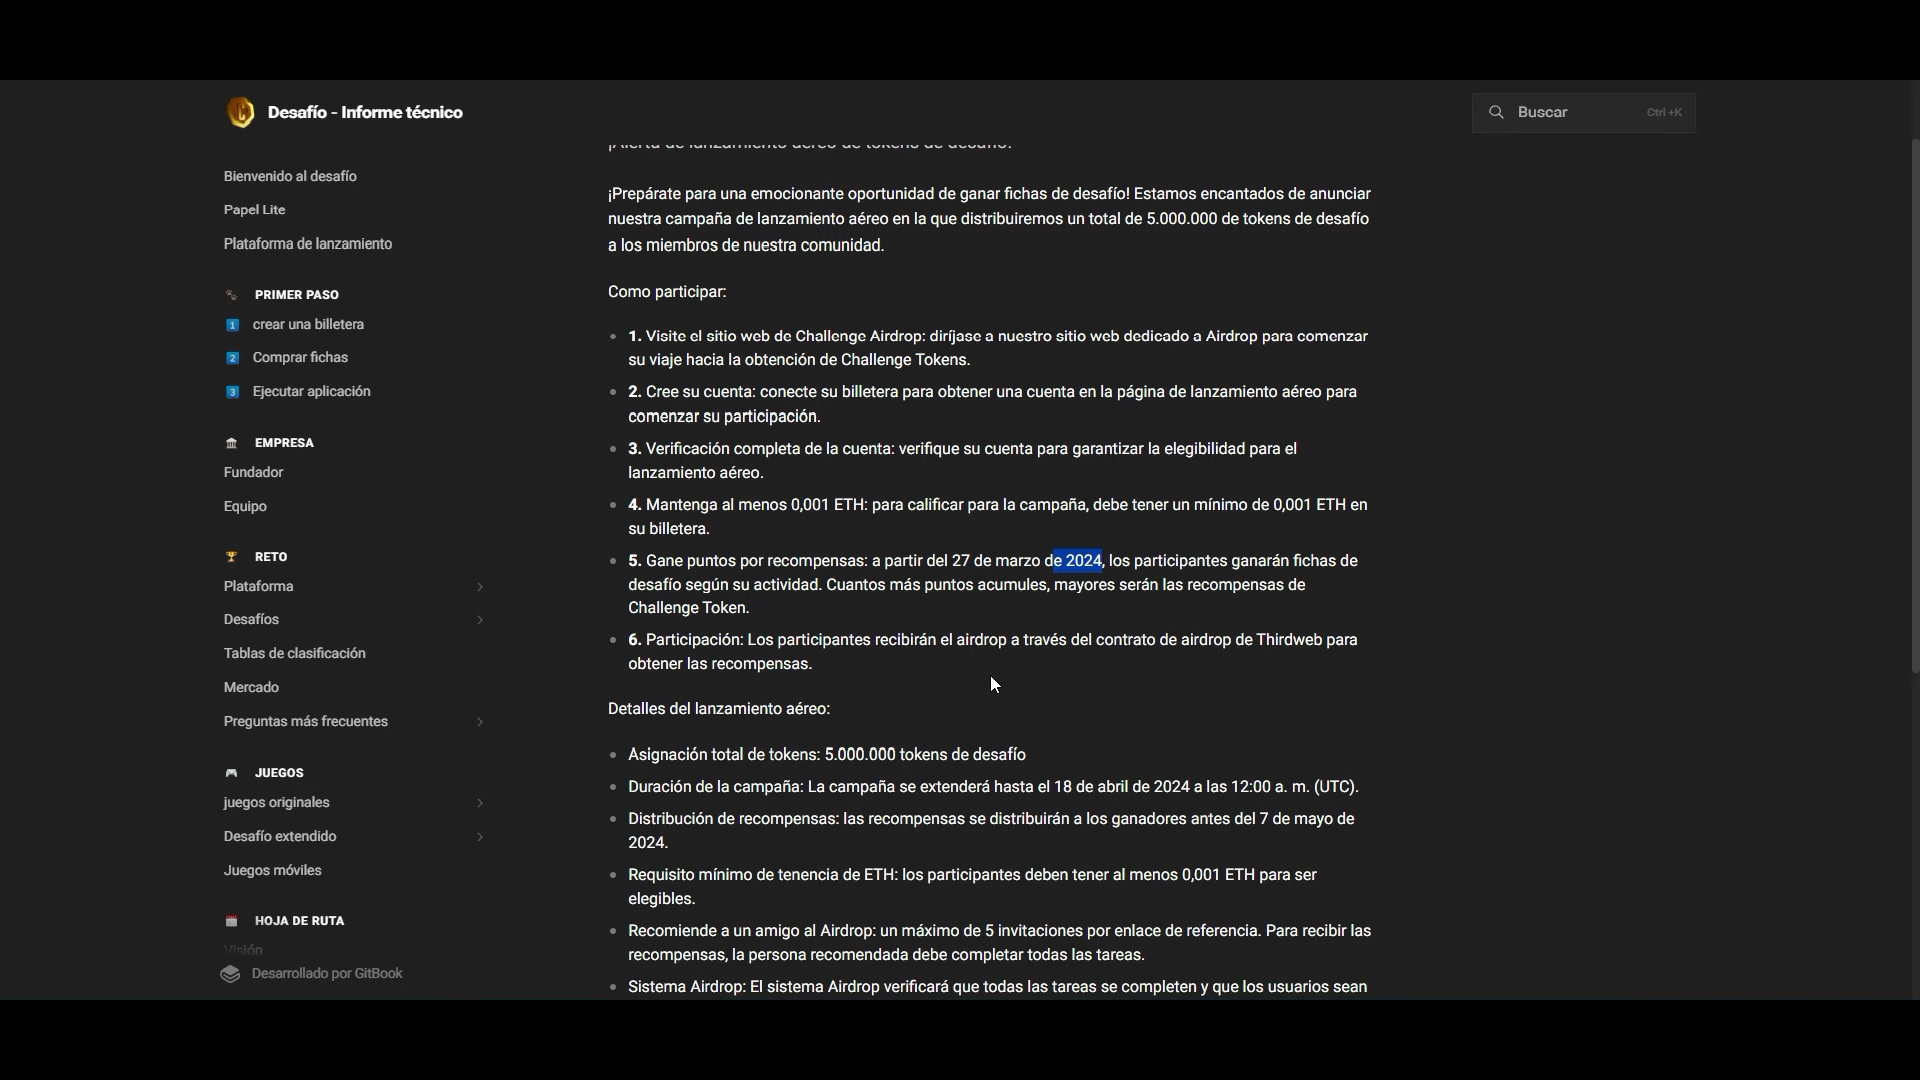 Desafío - Informe técnico
Buscar
Ctrl +K
¡Alerta de lanzamiento aéreo de tokens de desafío!
Bienvenido al desafío
Papel Lite
Plataforma de lanzamiento
PRIMER PASO
1 crear una billetera
2 Comprar fichas
3 Ejecutar aplicación
EMPRESA
Fundador
Equipo
RETO
Plataforma
Desafíos
Tablas de clasificación
Mercado
Preguntas más frecuentes
JUEGOS
juegos originales
Desafío extendido
Juegos móviles
HOJA DE RUTA
Visión
Desarrollado por GitBook
¡Prepárate para una emocionante oportunidad de ganar fichas de desafío! Estamos encantados de anunciar
nuestra campaña de lanzamiento aéreo en la que distribuiremos un total de 5.000.000 de tokens de desafío
a los miembros de nuestra comunidad.
Como participar:
1. Visite el sitio web de Challenge Airdrop: diríjase a nuestro sitio web dedicado a Airdrop para comenzar
su viaje hacia la obtención de Challenge Tokens.
2. Cree su cuenta: conecte su billetera para obtener una cuenta en la página de lanzamiento aéreo para
comenzar su participación.
3. Verificación completa de la cuenta: verifique su cuenta para garantizar la elegibilidad para el
lanzamiento aéreo.
4. Mantenga al menos 0,001 ETH: para calificar para la campaña, debe tener un mínimo de 0,001 ETH en
su billetera.
5. Gane puntos por recompensas: a partir del 27 de marzo de 2024, los participantes ganarán fichas de
desafío según su actividad. Cuantos más puntos acumules, mayores serán las recompensas de
Challenge Token.
6. Participación: Los participantes recibirán el airdrop a través del contrato de airdrop de Thirdweb para
obtener las recompensas.
Detalles del lanzamiento aéreo:
Asignación total de tokens: 5.000.000 tokens de desafío
Duración de la campaña: La campaña se extenderá hasta el 18 de abril de 2024 a las 12:00 a. m. (UTC).
Distribución de recompensas: las recompensas se distribuirán a los ganadores antes del 7 de mayo de
2024.
Requisito mínimo de tenencia de ETH: los participantes deben tener al menos 0,001 ETH para ser
elegibles.
Recomiende a un amigo al Airdrop: un máximo de 5 invitaciones por enlace de referencia. Para recibir las
recompensas, la persona recomendada debe completar todas las tareas.
Sistema Airdrop: El sistema Airdrop verificará que todas las tareas se completen y que los usuarios sean